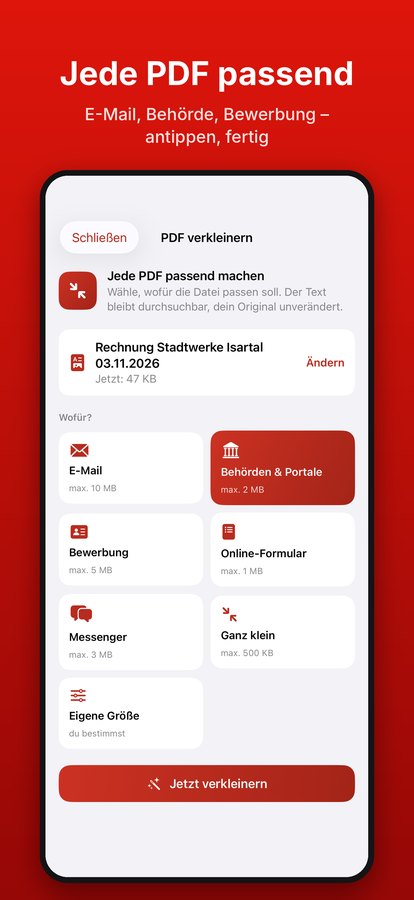 Jede PDF passend
E-Mail, Behörde, Bewerbung –
antippen, fertig
Schließen
PDF verkleinern
Jede PDF passend machen
Wähle, wofür die Datei passen soll. Der Text
bleibt durchsuchbar, dein Original unverändert.
Rechnung Stadtwerke Isartal
03.11.2026
Jetzt: 47 KB
Ändern
Wofür?
E-Mail
max. 10 MB
Behörden & Portale
max. 2 MB
Bewerbung
max. 5 MB
Online-Formular
max. 1 MB
Messenger
max. 3 MB
Ganz klein
max. 500 KB
Eigene Größe
du bestimmst
Jetzt verkleinern